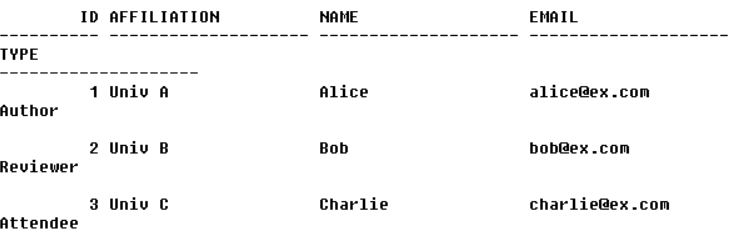 ID AFFILIATION          NAME                 EMAIL
---------- -------------------- -------------------- --------------------
TYPE
--------------------
         1 Univ A               Alice                alice@ex.com
Author

         2 Univ B               Bob                  bob@ex.com
Reviewer

         3 Univ C               Charlie              charlie@ex.com
Attendee